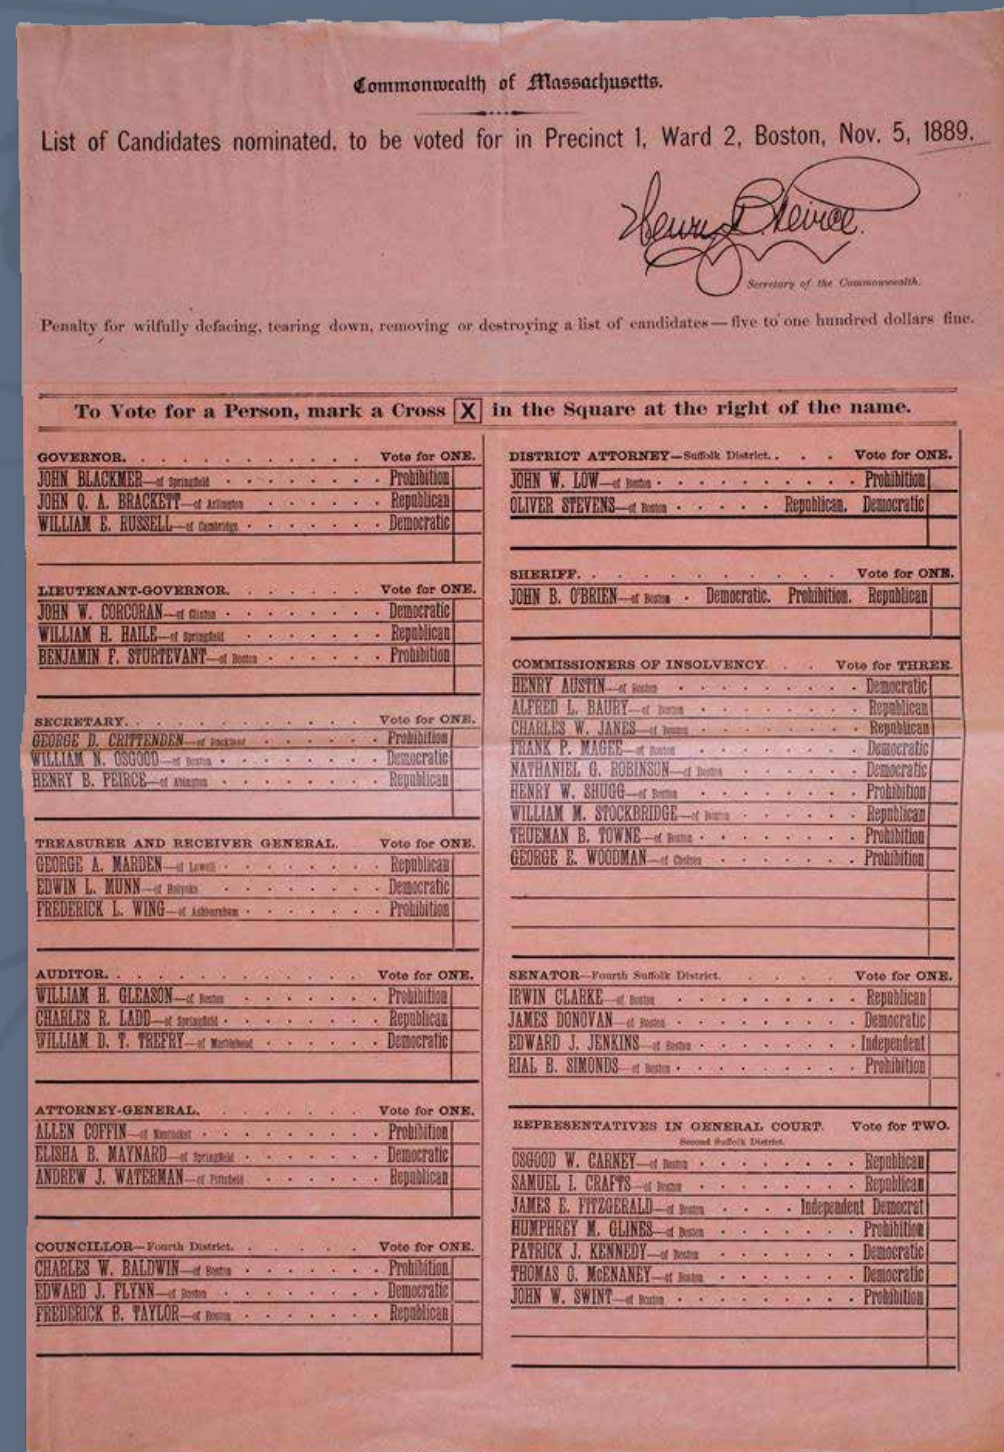 Commonwealth of Massachusetts.
List of Candidates nominated, to be voted for in Precinct 1, Ward 2, Boston, Nov. 5, 1889.
Henry B. Peirce.
Secretary of the Commonwealth.
Penalty for wilfully defacing, tearing down, removing or destroying a list of candidates—five to one hundred dollars fine.
To Vote for a Person, mark a Cross X in the Square at the right of the name.
GOVERNOR. Vote for ONE.
JOHN BLACKMER—of Springfield Prohibition
JOHN Q. A. BRACKETT—of Arlington Republican
WILLIAM E. RUSSELL—of Cambridge Democratic
LIEUTENANT-GOVERNOR. Vote for ONE.
JOHN W. CORCORAN—of Clinton Democratic
WILLIAM H. HAILE—of Springfield Republican
BENJAMIN F. STURTEVANT—of Boston Prohibition
SECRETARY. Vote for ONE.
GEORGE D. CRITTENDEN—of Buckland Prohibition
WILLIAM N. OSGOOD—of Boston Democratic
HENRY B. PEIRCE—of Abington Republican
TREASURER AND RECEIVER GENERAL. Vote for ONE.
GEORGE A. MARDEN—of Lowell Republican
EDWIN L. MUNN—of Holyoke Democratic
FREDERICK L. WING—of Ashburnham Prohibition
AUDITOR. Vote for ONE.
WILLIAM H. GLEASON—of Boston Prohibition
CHARLES R. LADD—of Springfield Republican
WILLIAM D. T. TREFRY—of Marblehead Democratic
ATTORNEY-GENERAL. Vote for ONE.
ALLEN COFFIN—of Nantucket Prohibition
ELISHA B. MAYNARD—of Springfield Democratic
ANDREW J. WATERMAN—of Pittsfield Republican
COUNCILLOR—Fourth District. Vote for ONE.
CHARLES W. BALDWIN—of Boston Prohibition
EDWARD J. FLYNN—of Boston Democratic
FREDERICK B. TAYLOR—of Boston Republican
DISTRICT ATTORNEY—Suffolk District. Vote for ONE.
JOHN W. LOW—of Boston Prohibition
OLIVER STEVENS—of Boston Republican, Democratic
SHERIFF. Vote for ONE.
JOHN B. O'BRIEN—of Boston Democratic, Prohibition, Republican
COMMISSIONERS OF INSOLVENCY. Vote for THREE.
HENRY AUSTIN—of Boston Democratic
ALFRED L. BAURY—of Boston Republican
CHARLES W. JANES—of Boston Republican
FRANK P. MAGEE—of Boston Democratic
NATHANIEL G. ROBINSON—of Boston Democratic
HENRY W. SHUGG—of Boston Prohibition
WILLIAM M. STOCKBRIDGE—of Boston Republican
TRUEMAN B. TOWNE—of Boston Prohibition
GEORGE E. WOODMAN—of Chelsea Prohibition
SENATOR—Fourth Suffolk District. Vote for ONE.
IRWIN CLARKE—of Boston Republican
JAMES DONOVAN—of Boston Democratic
EDWARD J. JENKINS—of Boston Independent
RIAL B. SIMONDS—of Boston Prohibition
REPRESENTATIVES IN GENERAL COURT. Vote for TWO.
Second Suffolk District.
OSGOOD W. CARNEY—of Boston Republican
SAMUEL I. CRAFTS—of Boston Republican
JAMES E. FITZGERALD—of Boston Independent Democrat
HUMPHREY M. GLINES—of Boston Prohibition
PATRICK J. KENNEDY—of Boston Democratic
THOMAS O. McENANEY—of Boston Democratic
JOHN W. SWINT—of Boston Prohibition